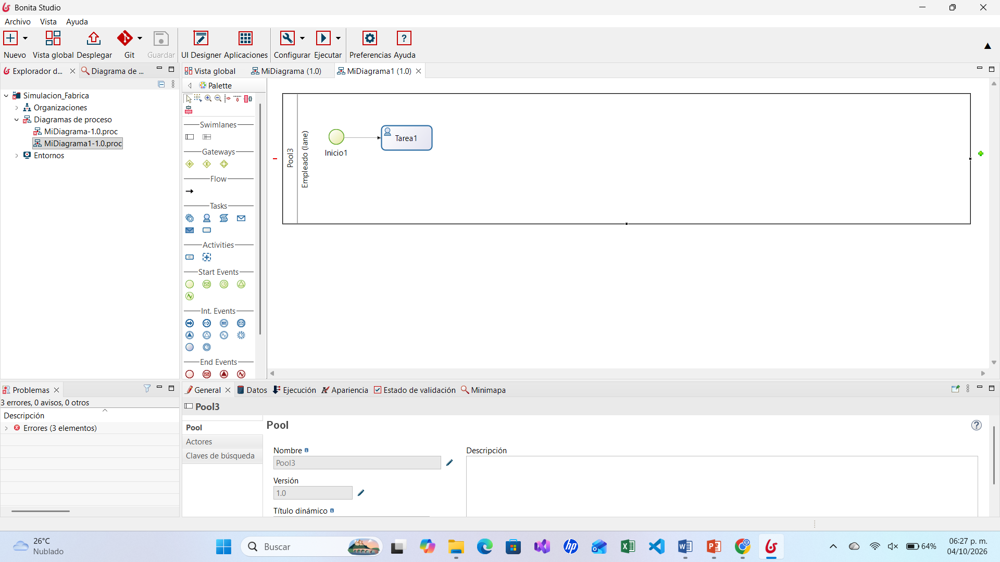 Bonita Studio
Archivo Vista Ayuda
Nuevo Vista global Desplegar Git Guardar UI Designer Aplicaciones Configurar Ejecutar Preferencias Ayuda
Explorador d... Diagrama de ...
Vista global MiDiagrama (1.0) MiDiagrama1 (1.0)
Palette
Simulacion_Fabrica
Organizaciones
Diagramas de proceso
MiDiagrama-1.0.proc
MiDiagrama1-1.0.proc
Entornos
Swimlanes
Gateways
Flow
Tasks
Activities
Start Events
Int. Events
End Events
Pool3
Empleado (lane)
Inicio1
Tarea1
Problemas
3 errores, 0 avisos, 0 otros
Descripción
Errores (3 elementos)
General Datos Ejecución Apariencia Estado de validación Minimapa
Pool3
Pool
Actores
Claves de búsqueda
Pool
Nombre
Pool3
Versión
1.0
Título dinámico
Descripción
26°C
Nublado
Buscar
64%
06:27 p. m.
04/10/2026